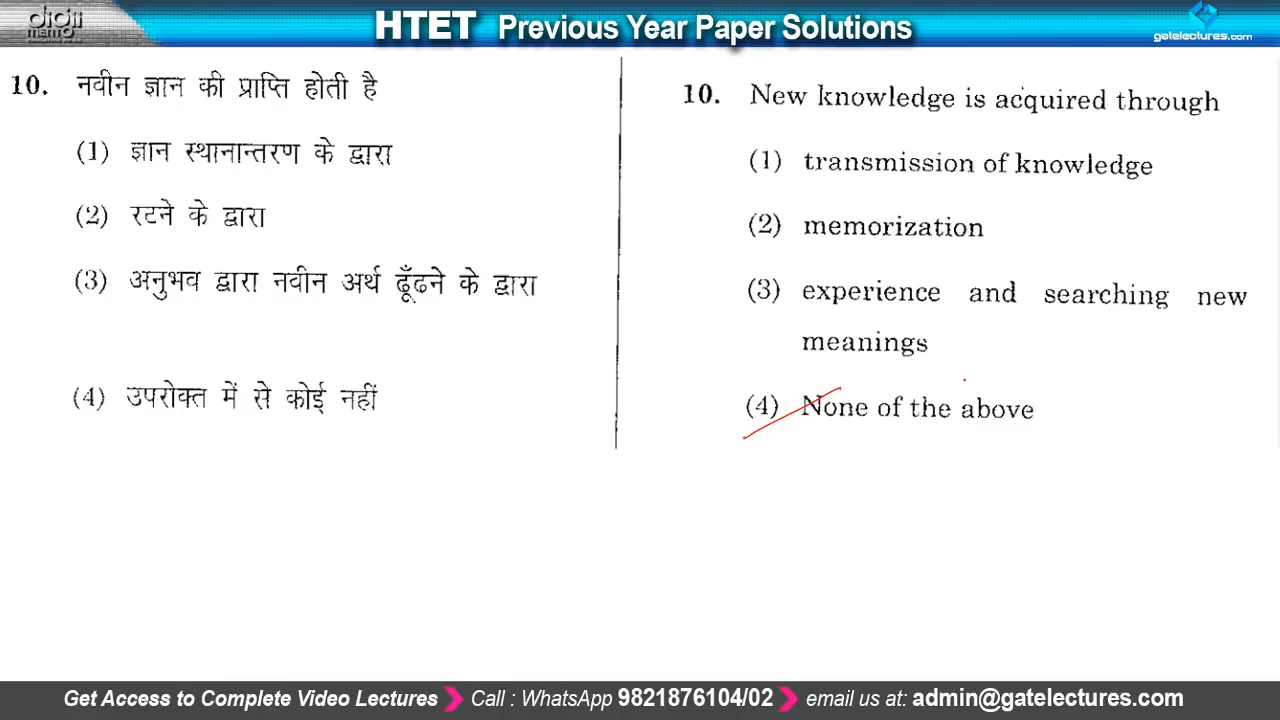 digii
MENTO
HTET Previous Year Paper Solutions
gatelectures.com
10. नवीन ज्ञान की प्राप्ति होती है
(1) ज्ञान स्थानान्तरण के द्वारा
(2) रटने के द्वारा
(3) अनुभव द्वारा नवीन अर्थ ढूँढने के द्वारा
(4) उपरोक्त में से कोई नहीं
10. New knowledge is acquired through
(1) transmission of knowledge
(2) memorization
(3) experience and searching new
meanings
(4) None of the above
Get Access to Complete Video Lectures Call : WhatsApp 9821876104/02 email us at: admin@gatelectures.com